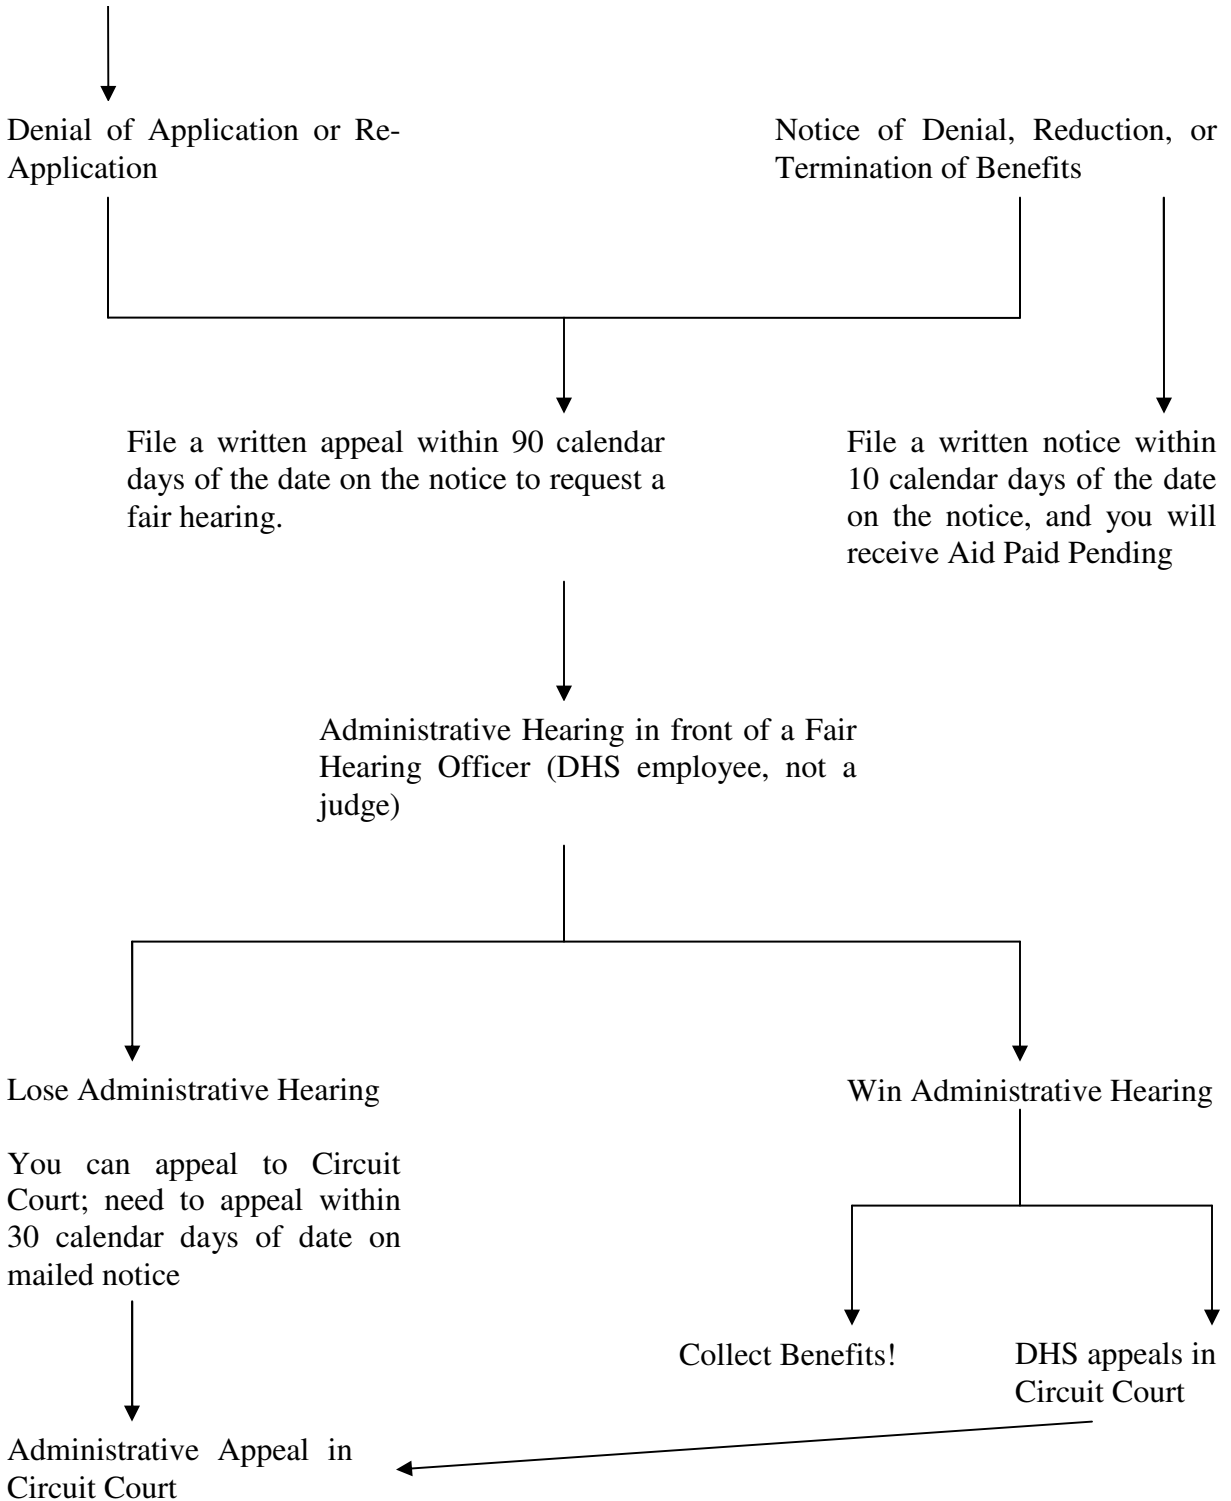 Denial of Application or Re-
Application
Notice of Denial, Reduction, or
Termination of Benefits
File a written appeal within 90 calendar
days of the date on the notice to request a
fair hearing.
File a written notice within
10 calendar days of the date
on the notice, and you will
receive Aid Paid Pending
Administrative Hearing in front of a Fair
Hearing Officer (DHS employee, not a
judge)
Lose Administrative Hearing
You can appeal to Circuit
Court; need to appeal within
30 calendar days of date on
mailed notice
Win Administrative Hearing
Collect Benefits!
DHS appeals in
Circuit Court
Administrative Appeal in
Circuit Court